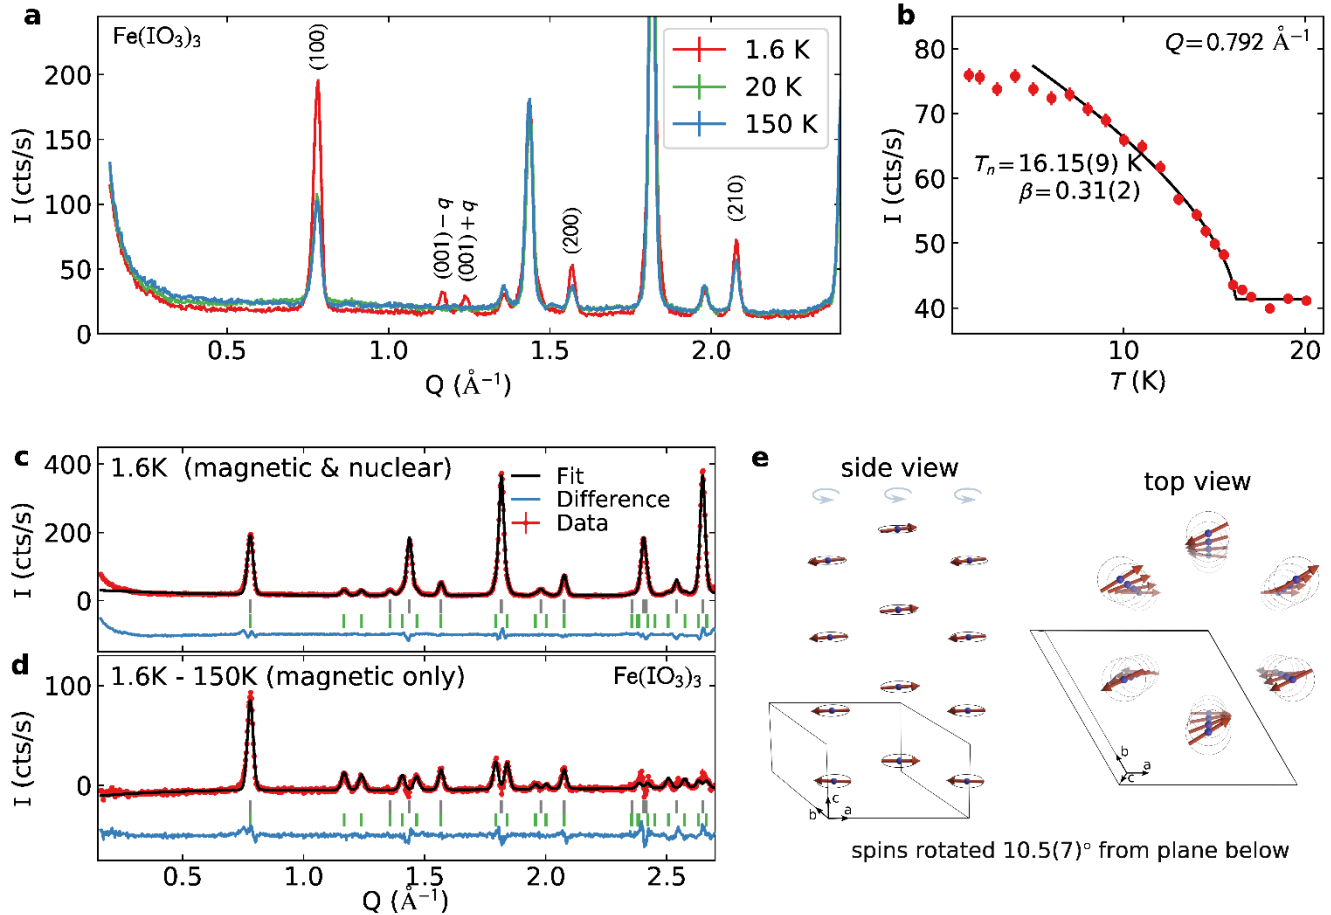 a
Fe(IO₃)₃
(100)
(001) − q
(001) + q
(200)
(210)
1.6 K
20 K
150 K
200
150
100
50
0
I (cts/s)
0.5
1.0
1.5
2.0
Q (Å⁻¹)
b
Q = 0.792 Å⁻¹
Tₙ = 16.15(9) K
β = 0.31(2)
80
70
60
50
40
I (cts/s)
10
20
T (K)
c
1.6K (magnetic & nuclear)
Fit
Difference
Data
400
200
0
I (cts/s)
d
1.6K - 150K (magnetic only)
Fe(IO₃)₃
100
0
I (cts/s)
0.5
1.0
1.5
2.0
2.5
Q (Å⁻¹)
e
side view
top view
c
b
a
b
a
c
spins rotated 10.5(7)° from plane below